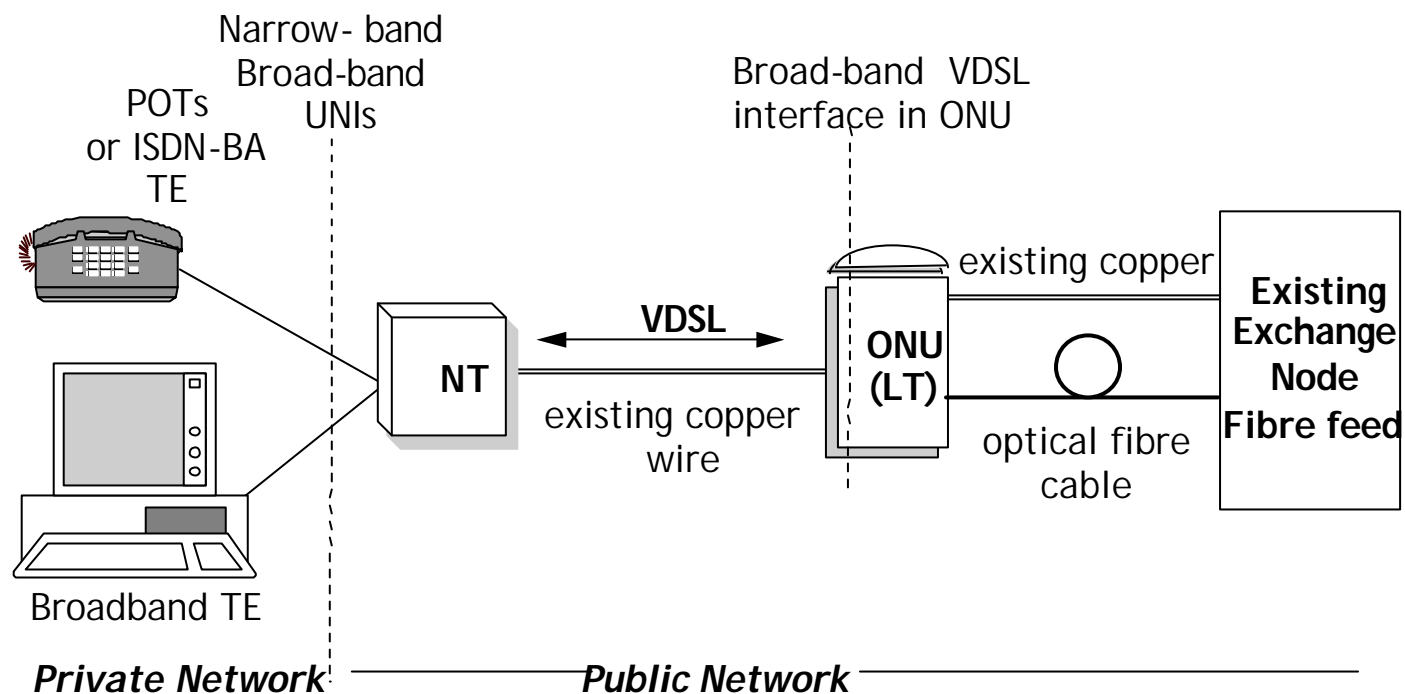 Narrow- band
Broad-band
UNIs
POTs
or ISDN-BA
TE
Broad-band VDSL
interface in ONU
existing copper
Existing
Exchange
Node
Fibre feed
VDSL
ONU
(LT)
NT
existing copper
wire
optical fibre
cable
Broadband TE
Private Network
Public Network